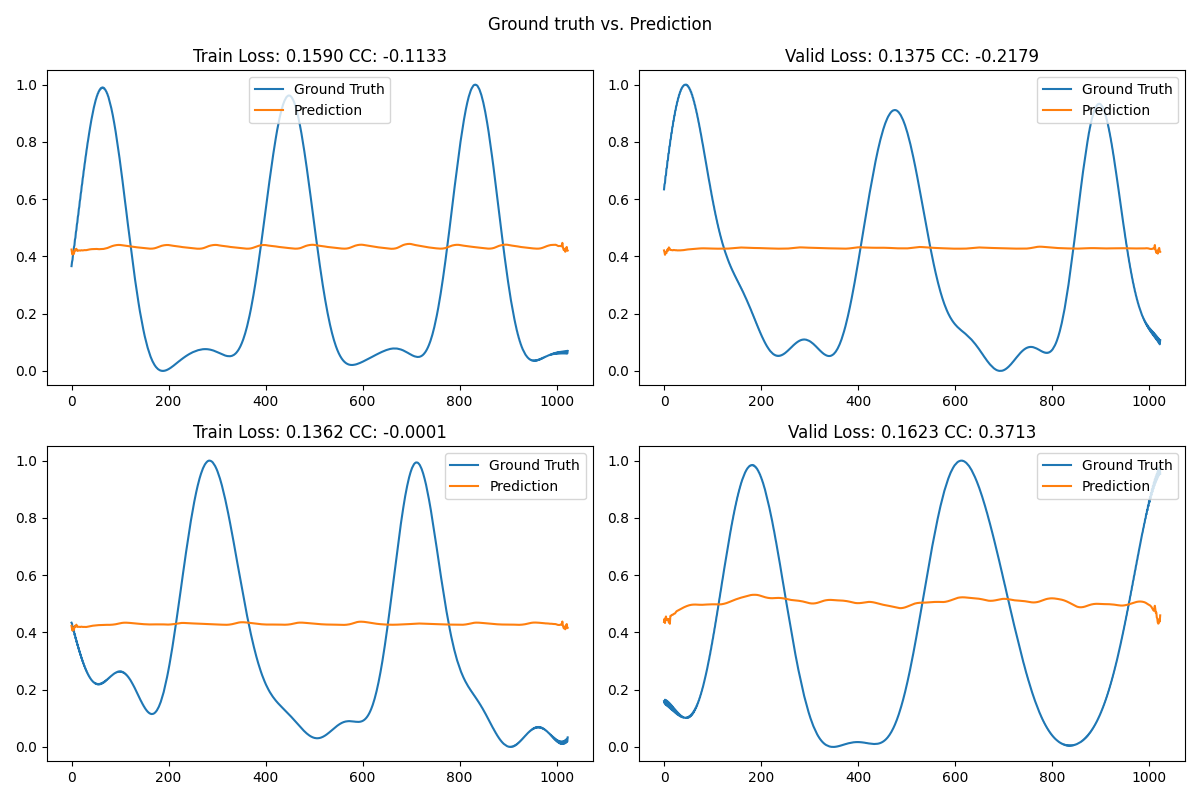 Ground truth vs. Prediction
Train Loss: 0.1590 CC: -0.1133
1.0
0.8
0.6
0.4
0.2
0.0
Ground Truth
Prediction
0 200 400 600 800 1000
Valid Loss: 0.1375 CC: -0.2179
1.0
0.8
0.6
0.4
0.2
0.0
Ground Truth
Prediction
0 200 400 600 800 1000
Train Loss: 0.1362 CC: -0.0001
1.0
0.8
0.6
0.4
0.2
0.0
Ground Truth
Prediction
0 200 400 600 800 1000
Valid Loss: 0.1623 CC: 0.3713
1.0
0.8
0.6
0.4
0.2
0.0
Ground Truth
Prediction
0 200 400 600 800 1000